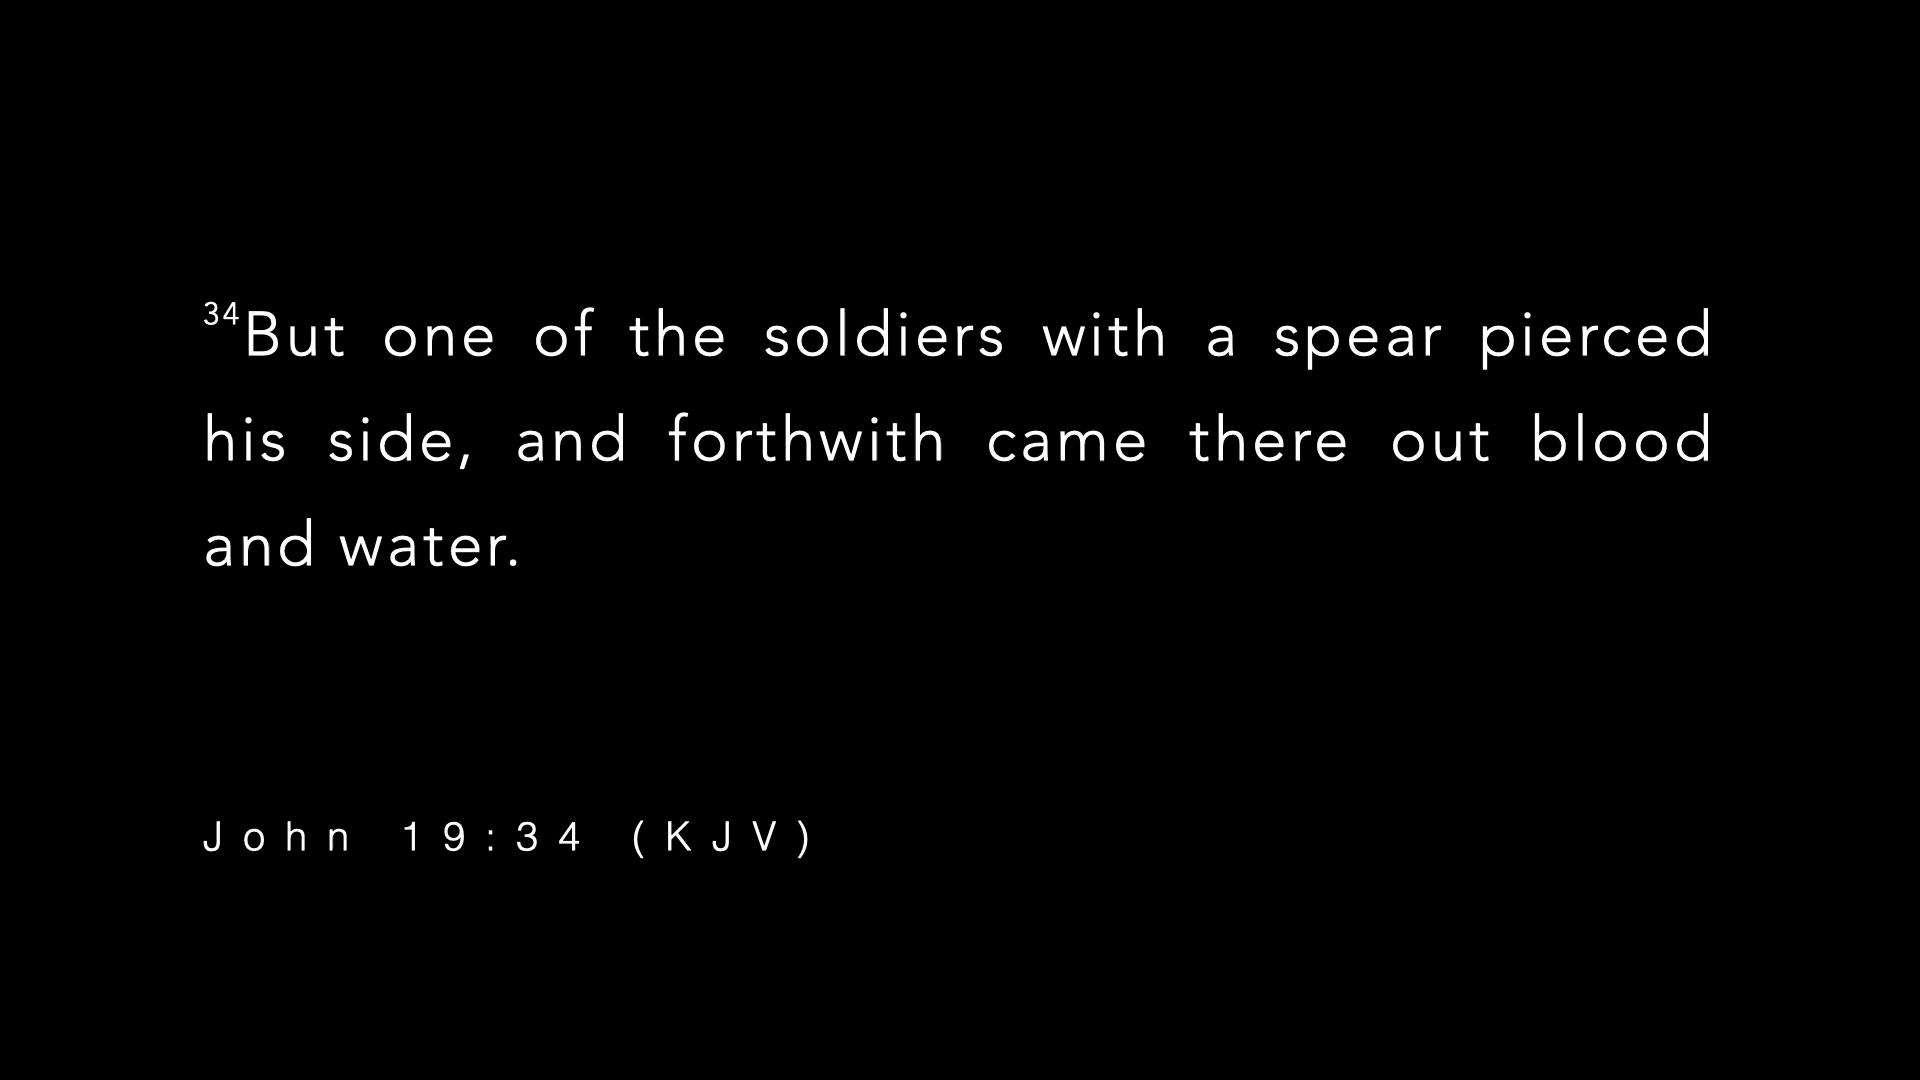 34But one of the soldiers with a spear pierced
his side, and forthwith came there out blood
and water.
John 19:34 (KJV)